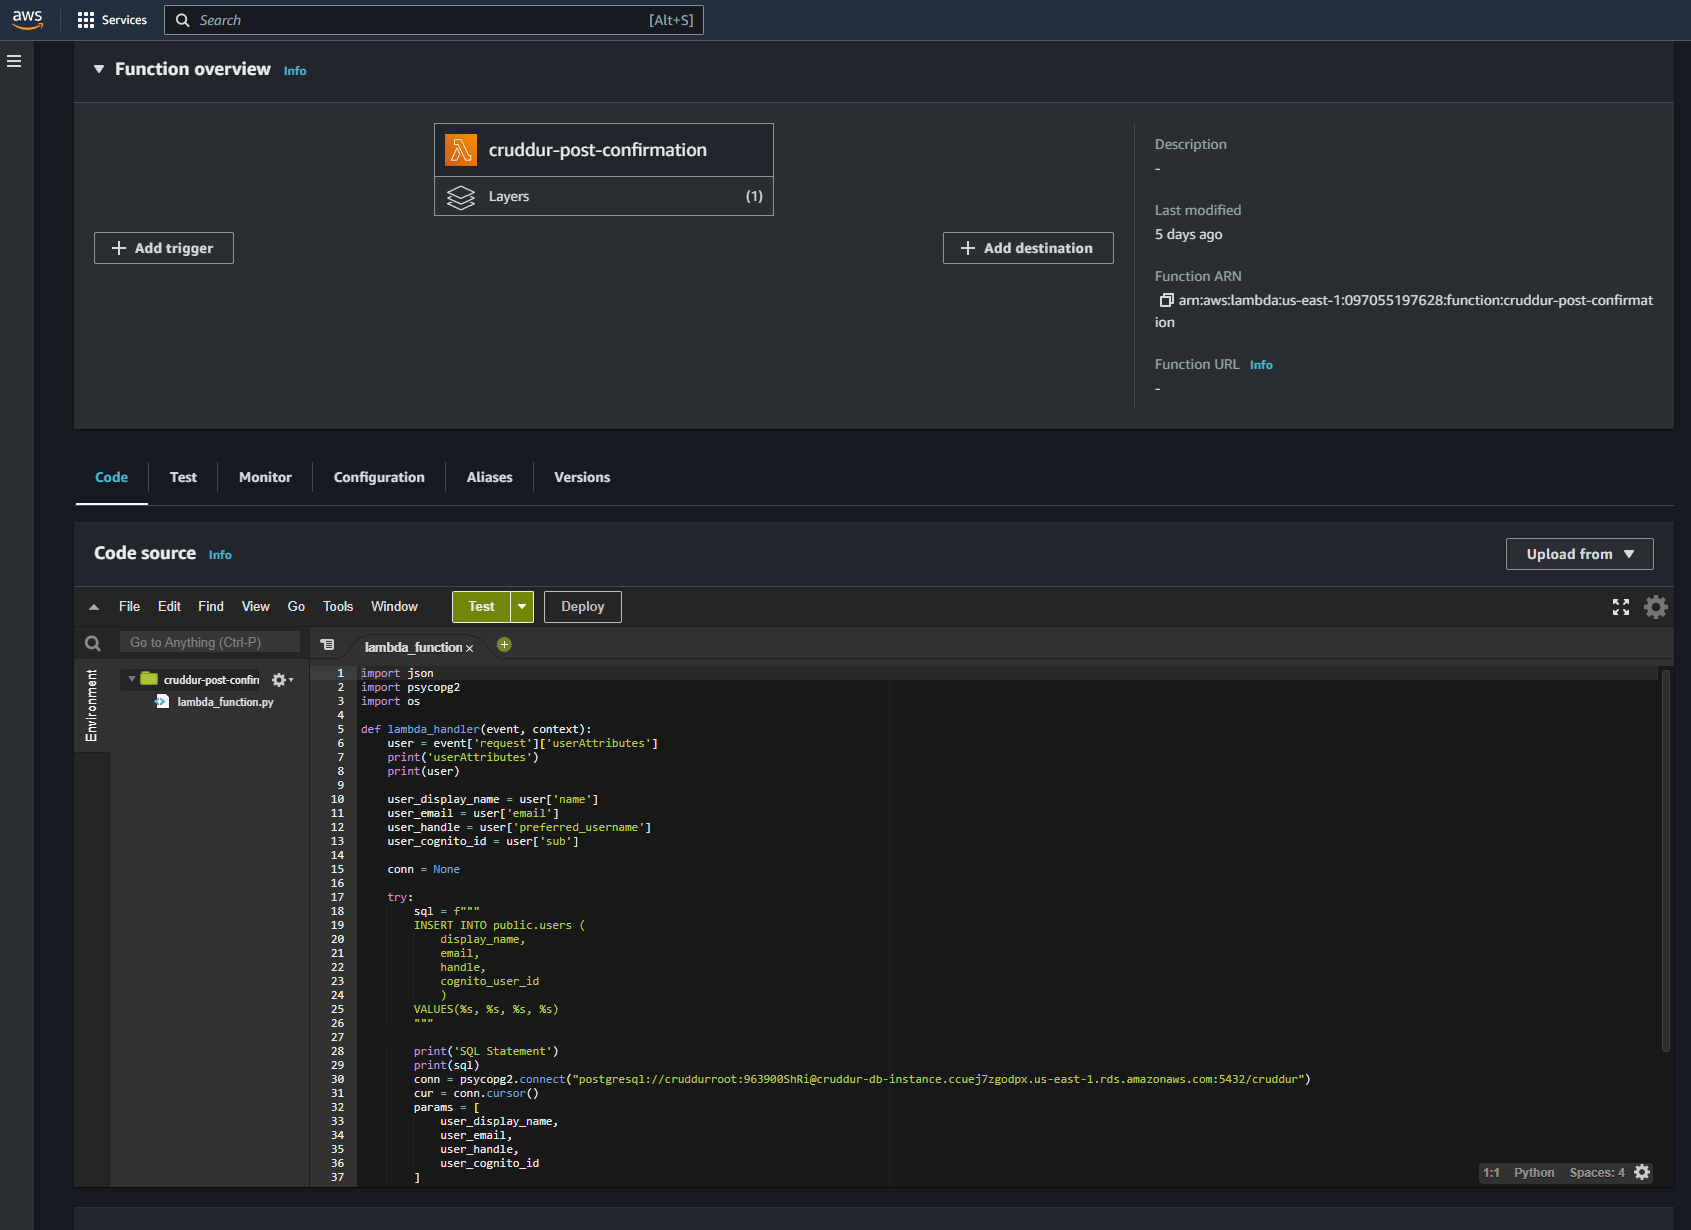 aws
Services
Search
[Alt+S]
Function overview Info
cruddur-post-confirmation
Layers (1)
Add trigger
Add destination
Description
-
Last modified
5 days ago
Function ARN
arn:aws:lambda:us-east-1:097055197628:function:cruddur-post-confirmat
ion
Function URL Info
-
Code Test Monitor Configuration Aliases Versions
Code source Info
Upload from
File Edit Find View Go Tools Window Test Deploy
Go to Anything (Ctrl-P)
lambda_function ×
Environment
cruddur-post-confirm
lambda_function.py
1 import json
2 import psycopg2
3 import os
4
5 def lambda_handler(event, context):
6 user = event['request']['userAttributes']
7 print('userAttributes')
8 print(user)
9
10 user_display_name = user['name']
11 user_email = user['email']
12 user_handle = user['preferred_username']
13 user_cognito_id = user['sub']
14
15 conn = None
16
17 try:
18 sql = f"""
19 INSERT INTO public.users (
20 display_name,
21 email,
22 handle,
23 cognito_user_id
24 )
25 VALUES(%s, %s, %s, %s)
26 """
27
28 print('SQL Statement')
29 print(sql)
30 conn = psycopg2.connect("postgresql://cruddurroot:963900ShRi@cruddur-db-instance.ccuej7zgodpx.us-east-1.rds.amazonaws.com:5432/cruddur")
31 cur = conn.cursor()
32 params = [
33 user_display_name,
34 user_email,
35 user_handle,
36 user_cognito_id
37 ]
1:1 Python Spaces: 4